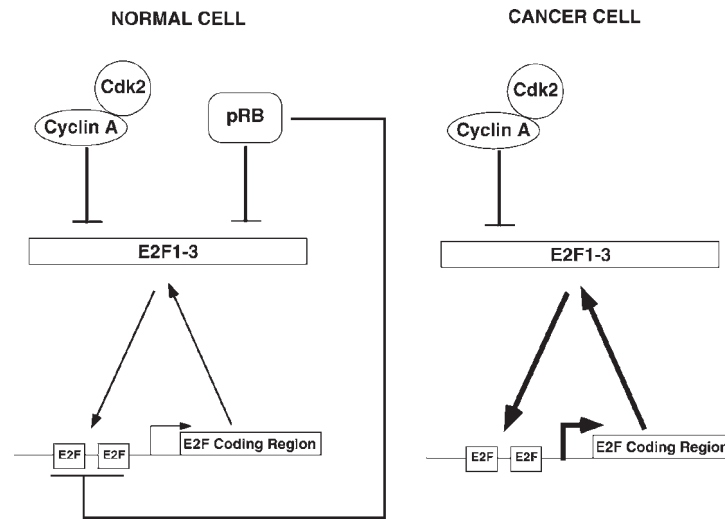 NORMAL CELL
Cdk2
Cyclin A
pRB
E2F1-3
E2F
E2F
E2F Coding Region
CANCER CELL
Cdk2
Cyclin A
E2F1-3
E2F
E2F
E2F Coding Region